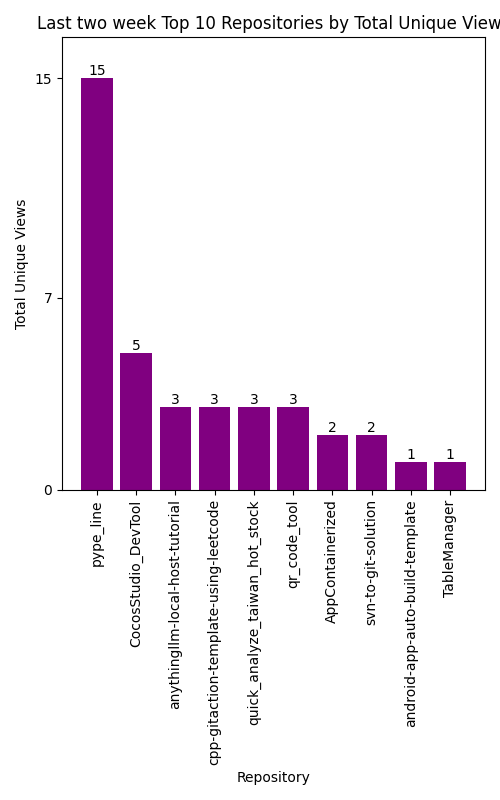 Last two week Top 10 Repositories by Total Unique View
15
7
0
Total Unique Views
15
5
3
3
3
3
2
2
1
1
pype_line
CocosStudio_DevTool
anythingllm-local-host-tutorial
cpp-gitaction-template-using-leetcode
quick_analyze_taiwan_hot_stock
qr_code_tool
AppContainerized
svn-to-git-solution
android-app-auto-build-template
TableManager
Repository